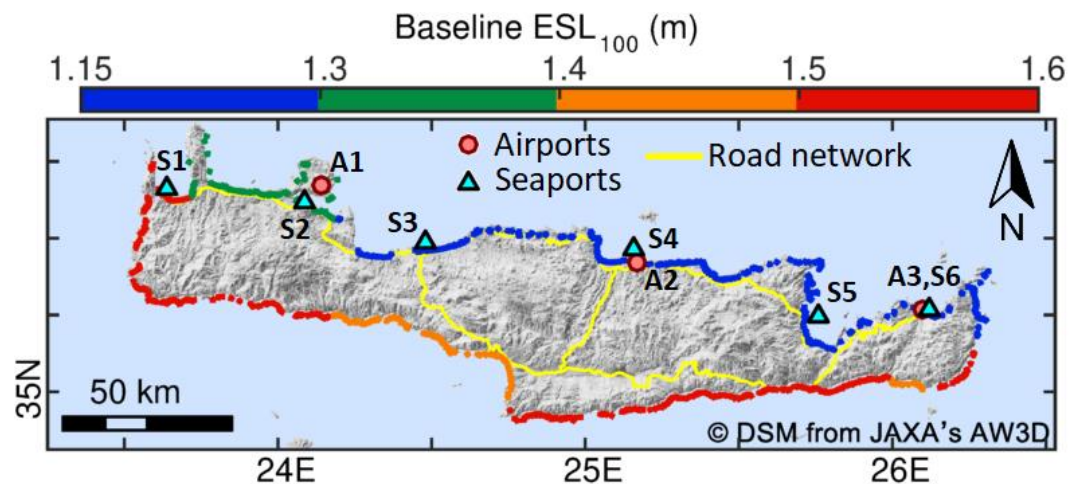 Baseline ESL100 (m)
1.15 1.3 1.4 1.5 1.6
Airports
Seaports
Road network
N
S1
A1
S2
S3
S4
A2
S5
A3,S6
35N
50 km
© DSM from JAXA's AW3D
24E 25E 26E